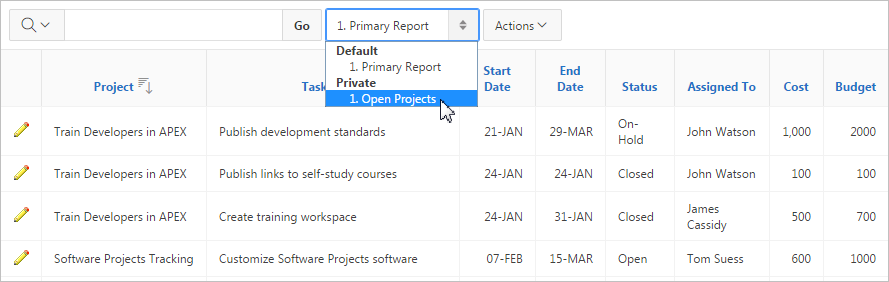 Go 1. Primary Report Actions
Default
1. Primary Report
Private
1. Open Projects
Project Task Start Date End Date Status Assigned To Cost Budget
Train Developers in APEX Publish development standards 21-JAN 29-MAR On-Hold John Watson 1,000 2000
Train Developers in APEX Publish links to self-study courses 24-JAN 24-JAN Closed John Watson 100 100
Train Developers in APEX Create training workspace 24-JAN 31-JAN Closed James Cassidy 500 700
Software Projects Tracking Customize Software Projects software 07-FEB 15-MAR Open Tom Suess 600 1000